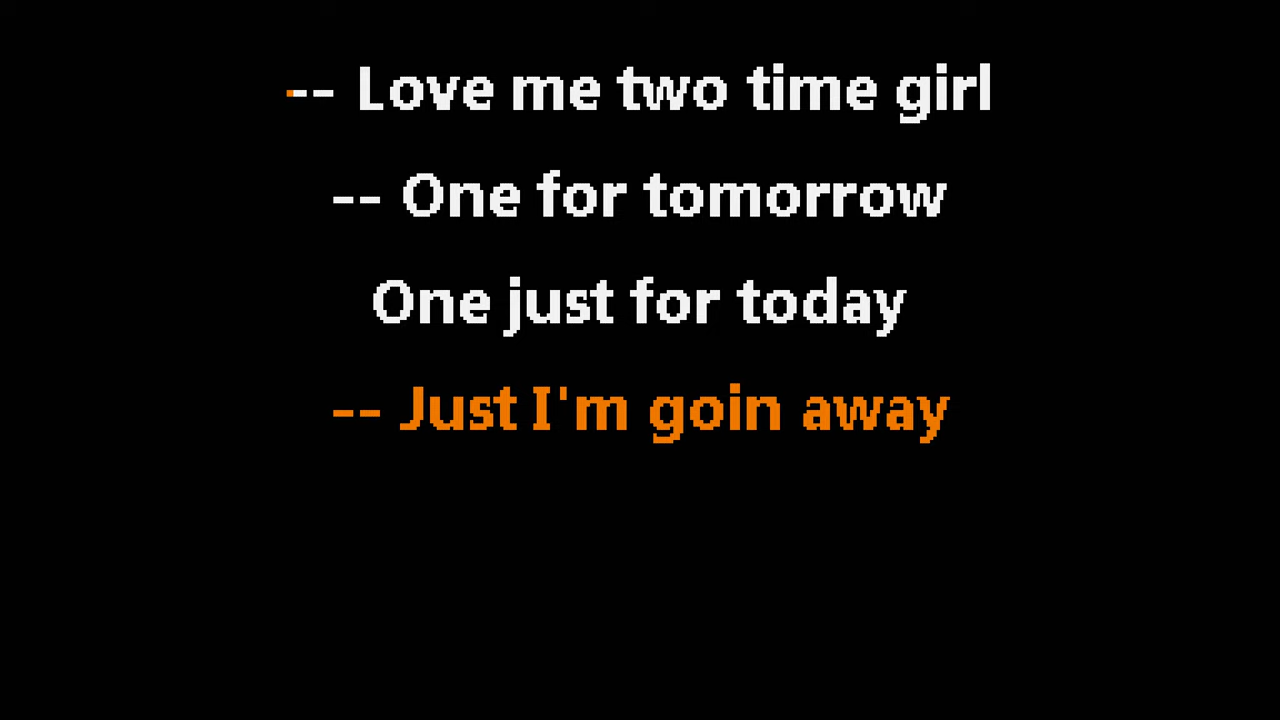 -- Love me two time girl
-- One for tomorrow
One just for today
-- Just I'm goin away